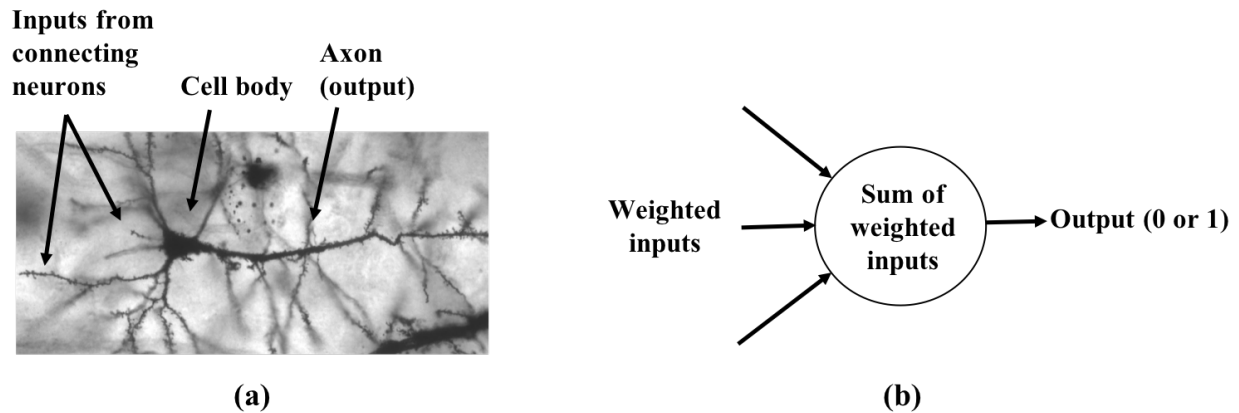 Inputs from
connecting
neurons
Cell body
Axon
(output)
(a)
Weighted
inputs
Sum of
weighted
inputs
Output (0 or 1)
(b)